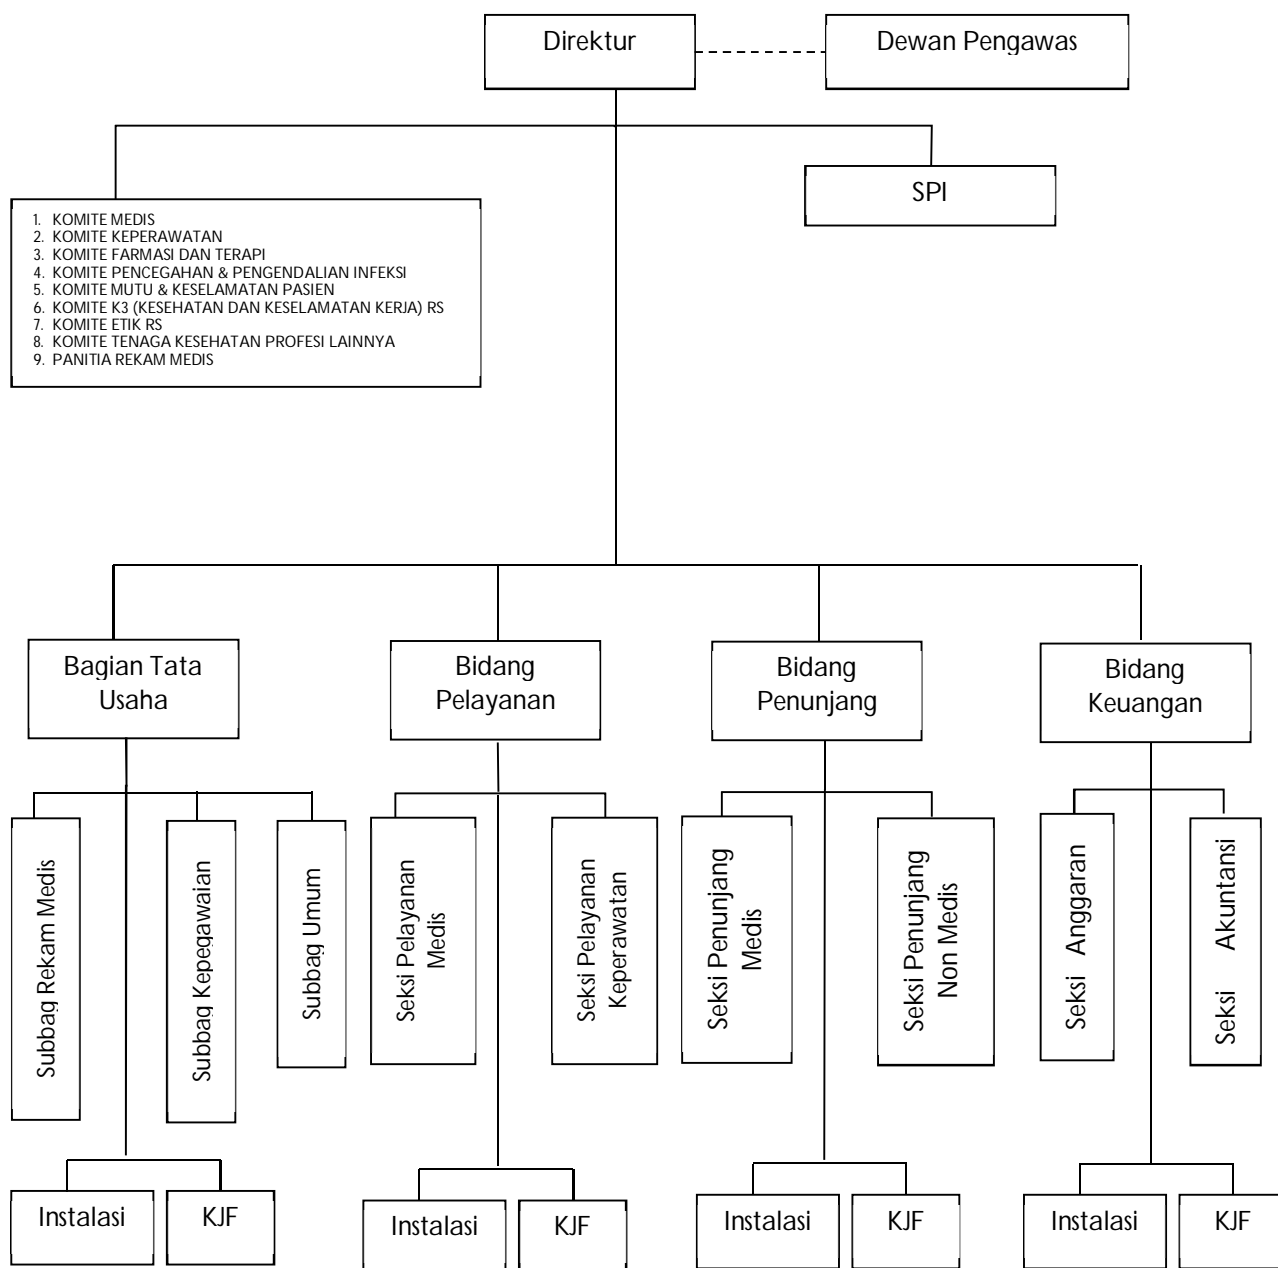 Direktur
Dewan Pengawas
SPI
1. KOMITE MEDIS
2. KOMITE KEPERAWATAN
3. KOMITE FARMASI DAN TERAPI
4. KOMITE PENCEGAHAN & PENGENDALIAN INFEKSI
5. KOMITE MUTU & KESELAMATAN PASIEN
6. KOMITE K3 (KESEHATAN DAN KESELAMATAN KERJA) RS
7. KOMITE ETIK RS
8. KOMITE TENAGA KESEHATAN PROFESI LAINNYA
9. PANITIA REKAM MEDIS
Bagian Tata
Usaha
Bidang
Pelayanan
Bidang
Penunjang
Bidang
Keuangan
Subbag Rekam Medis
Subbag Kepegawaian
Subbag Umum
Seksi Pelayanan
Medis
Seksi Pelayanan
Keperawatan
Seksi Penunjang
Medis
Seksi Penunjang
Non Medis
Seksi Anggaran
Seksi Akuntansi
Instalasi
KJF
Instalasi
KJF
Instalasi
KJF
Instalasi
KJF